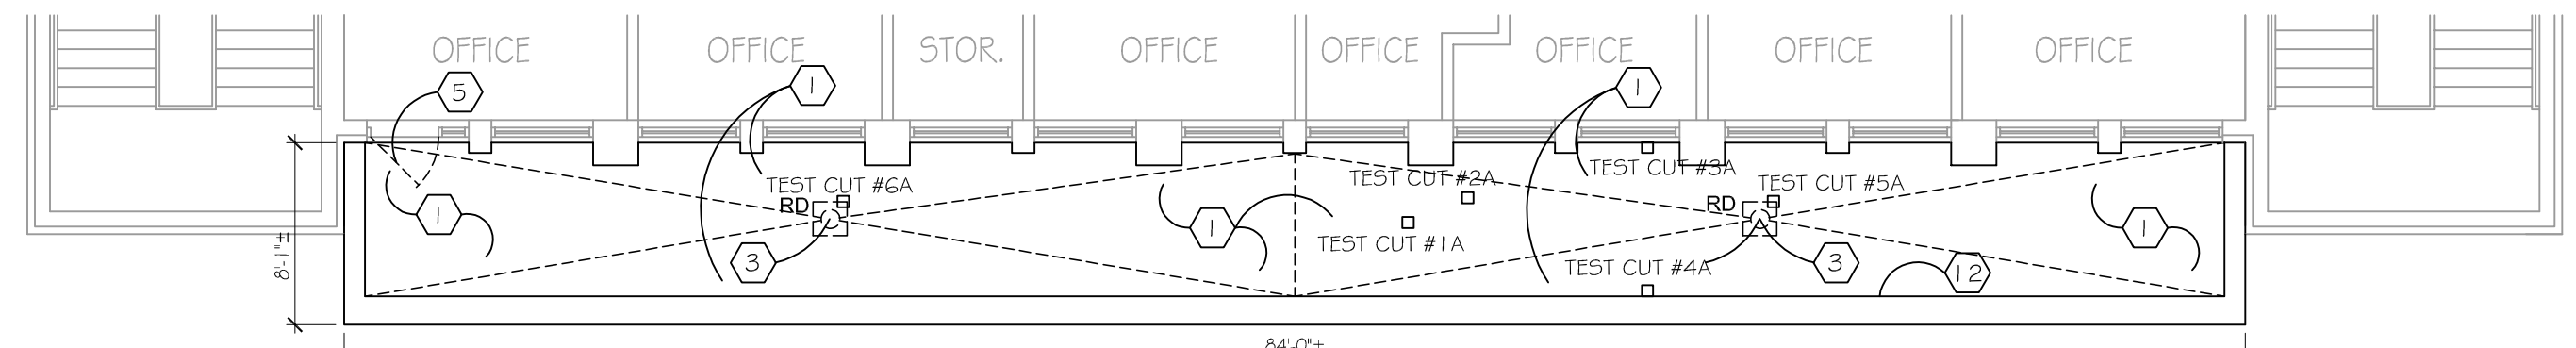 OFFICE
OFFICE
STOR.
OFFICE
OFFICE
OFFICE
OFFICE
OFFICE
5
1
1
TEST CUT #6A
TEST CUT #2A
TEST CUT #3A
TEST CUT #5A
RD
RD
1
1
1
TEST CUT #1A
3
TEST CUT #4A
3
12
8'-1"±
84'-0"±